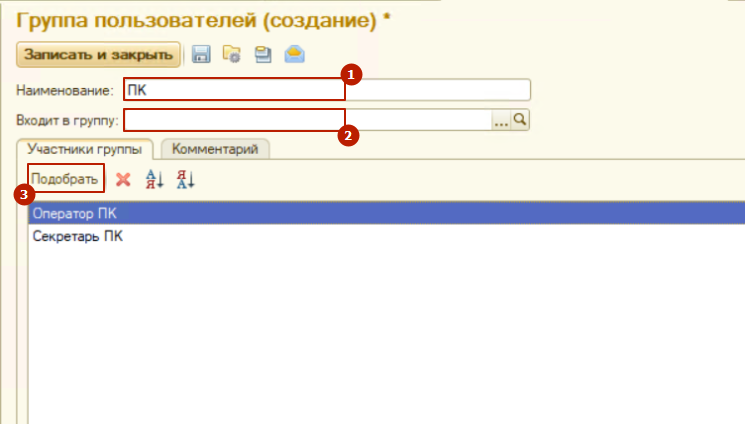 Группа пользователей (создание) *
Записать и закрыть
1
Наименование: ПК
Входит в группу: ...
2
Участники группы Комментарий
Подобрать А Я Я А
3
Оператор ПК
Секретарь ПК